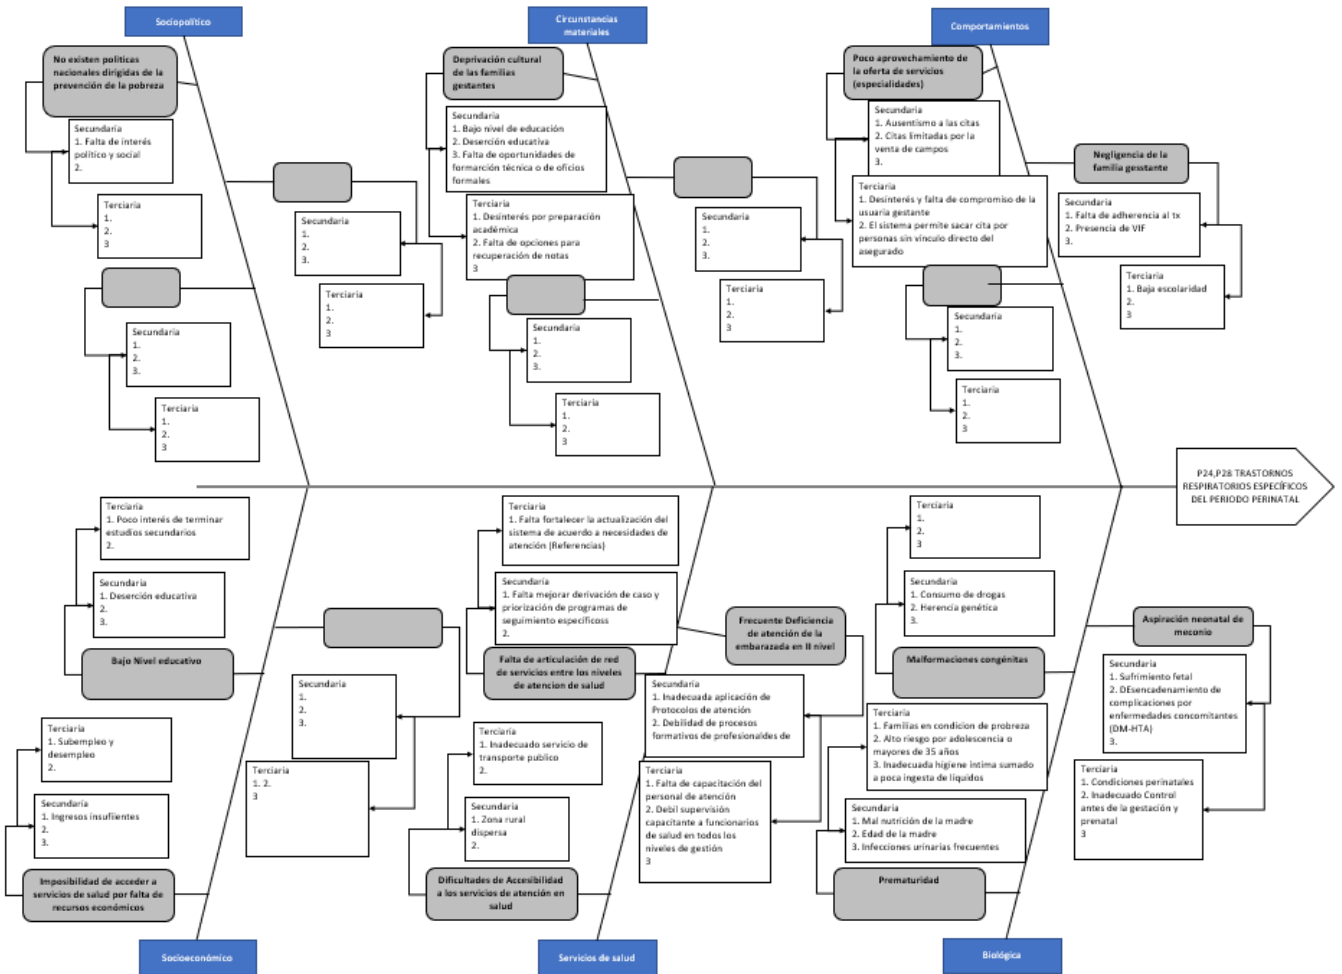 Sociopolítico
No existen políticas
nacionales dirigidas de la
prevención de la pobreza
Secundaria
1. Falta de interés
político y social
2.
Terciaria
1.
2.
3
Secundaria
1.
2.
3.
Terciaria
1.
2.
3
Secundaria
1.
2.
3.
Terciaria
1.
2.
3
Circunstancias
materiales
Deprivación cultural
de las familias
gestantes
Secundaria
1. Bajo nivel de educación
2. Deserción educativa
3. Falta de oportunidades de
formarción técnica o de oficios
formales
Terciaria
1. Desinterés por preparación
académica
2. Falta de opciones para
recuperación de notas
3
Secundaria
1.
2.
3.
Terciaria
1.
2.
3
Secundaria
1.
2.
3.
Terciaria
1.
2.
3
Comportamientos
Poco aprovechamiento de
la oferta de servicios
(especialidades)
Secundaria
1. Ausentismo a las citas
2. Citas limitadas por la
venta de campos
3.
Terciaria
1. Desinterés y falta de compromiso de la
usuaria gestante
2. El sistema permite sacar cita por
personas sin vínculo directo del
asegurado
Negligencia de la
familia gesstante
Secundaria
1. Falta de adherencia al tx
2. Presencia de VIF
3.
Terciaria
1. Baja escolaridad
2.
3
Secundaria
1.
2.
3.
Terciaria
1.
2.
3
P24,P28 TRASTORNOS
RESPIRATORIOS ESPECÍFICOS
DEL PERIODO PERINATAL
Terciaria
1. Poco interés de terminar
estudios secundarios
2.
Secundaria
1. Deserción educativa
2.
3.
Bajo Nivel educativo
Terciaria
1. Subempleo y
desempleo
2.
Secundaria
1. Ingresos insufiientes
2.
3.
Imposibilidad de acceder a
servicios de salud por falta de
recursos económicos
Secundaria
1.
2.
3.
Terciaria
1. 2.
3
Socioeconómico
Terciaria
1. Falta fortalecer la actualización del
sistema de acuerdo a necesidades de
atención (Referencias)
Secundaria
1. Falta mejorar derivación de caso y
priorización de programas de
seguimiento específicoss
2.
Falta de articulación de red
de servicios entre los niveles
de atencion de salud
Terciaria
1. Inadecuado servicio de
transporte publico
2.
Secundaria
1. Zona rural
dispersa
2.
Dificultades de Accesibilidad
a los servicios de atención en
salud
Frecuente Deficiencia
de atención de la
embarazada en II nivel
Secundaria
1. Inadecuada aplicación de
Protocolos de atención
2. Debilidad de procesos
formativos de profesionaldes de
Terciaria
1. Falta de capacitación del
personal de atención
2. Debil supervisión
capacitante a funcionarios
de salud en todos los
niveles de gestión
3
Servicios de salud
Terciaria
1.
2.
3
Secundaria
1. Consumo de drogas
2. Herencia genética
3.
Malformaciones congénitas
Terciaria
1. Familias en condicion de probreza
2. Alto riesgo por adolescencia o
mayores de 35 años
3. Inadecuada higiene íntima sumado
a poca ingesta de líquidos
Secundaria
1. Mal nutrición de la madre
2. Edad de la madre
3. Infecciones urinarias frecuentes
Prematuridad
Aspiración neonatal de
meconio
Secundaria
1. Sufrimiento fetal
2. DEsencadenamiento de
complicaciones por
enfermedades concomitantes
(DM-HTA)
3.
Terciaria
1. Condiciones perinatales
2. Inadecuado Control
antes de la gestación y
prenatal
3
Biológica